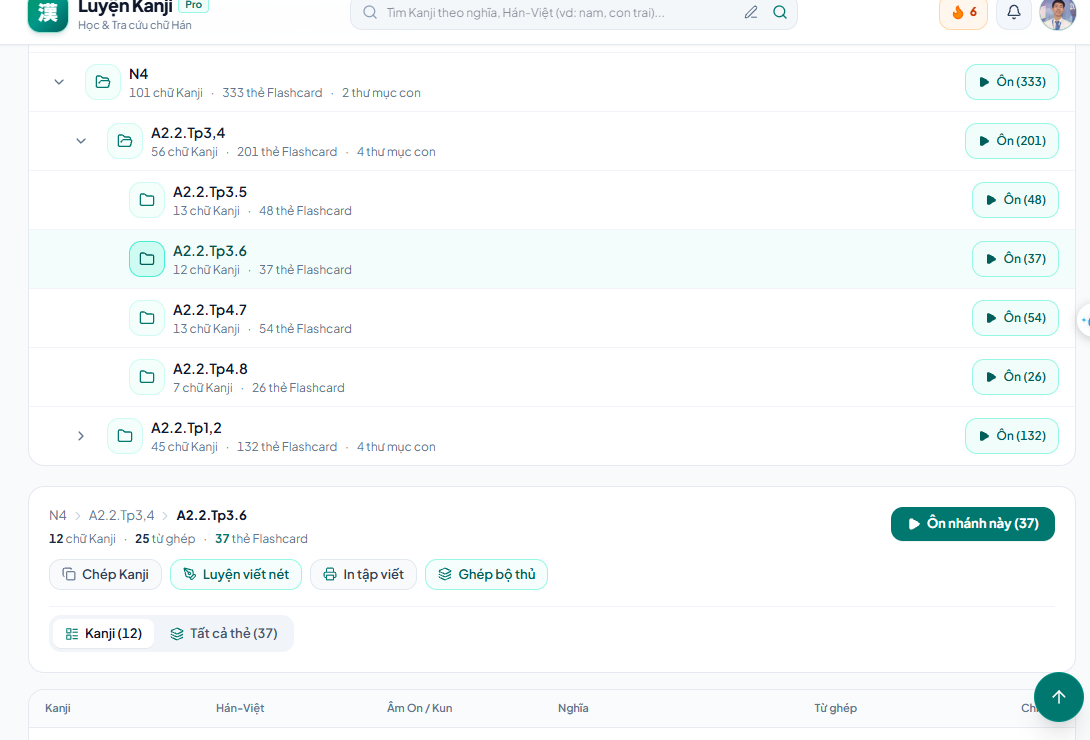 漢 Luyện Kanji Pro
Học & Tra cứu chữ Hán
Tìm Kanji theo nghĩa, Hán-Việt (vd: nam, con trai)...
6
N4
101 chữ Kanji · 333 thẻ Flashcard · 2 thư mục con
Ôn (333)
A2.2.Tp3,4
56 chữ Kanji · 201 thẻ Flashcard · 4 thư mục con
Ôn (201)
A2.2.Tp3.5
13 chữ Kanji · 48 thẻ Flashcard
Ôn (48)
A2.2.Tp3.6
12 chữ Kanji · 37 thẻ Flashcard
Ôn (37)
A2.2.Tp4.7
13 chữ Kanji · 54 thẻ Flashcard
Ôn (54)
A2.2.Tp4.8
7 chữ Kanji · 26 thẻ Flashcard
Ôn (26)
A2.2.Tp1,2
45 chữ Kanji · 132 thẻ Flashcard · 4 thư mục con
Ôn (132)
N4 > A2.2.Tp3,4 > A2.2.Tp3.6
12 chữ Kanji · 25 từ ghép · 37 thẻ Flashcard
Ôn nhánh này (37)
Chép Kanji Luyện viết nét In tập viết Ghép bộ thủ
Kanji (12) Tất cả thẻ (37)
Kanji Hán-Việt Âm On / Kun Nghĩa Từ ghép